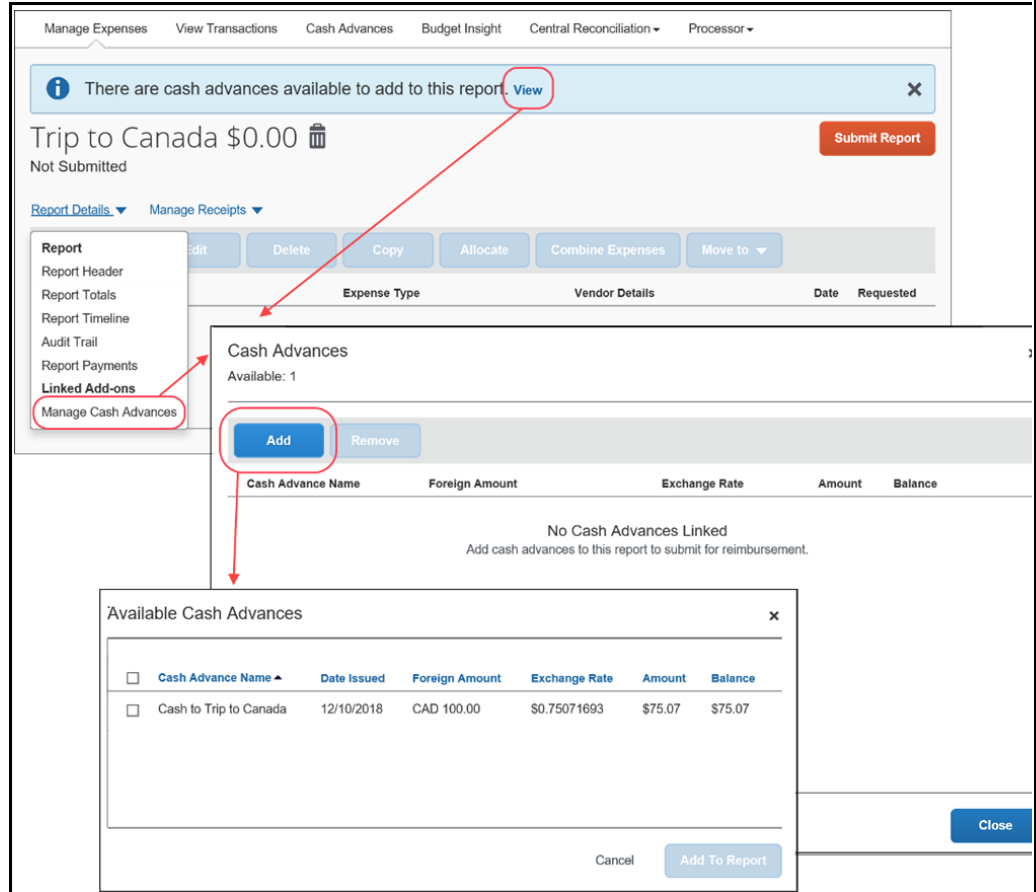 Manage Expenses View Transactions Cash Advances Budget Insight Central Reconciliation Processor
There are cash advances available to add to this report. View
Trip to Canada $0.00
Submit Report
Not Submitted
Report Details Manage Receipts
Edit Delete Copy Allocate Combine Expenses Move to
Report
Report Header
Report Totals
Report Timeline
Audit Trail
Report Payments
Linked Add-ons
Manage Cash Advances
Expense Type Vendor Details Date Requested
Cash Advances
Available: 1
Add Remove
Cash Advance Name Foreign Amount Exchange Rate Amount Balance
No Cash Advances Linked
Add cash advances to this report to submit for reimbursement.
Available Cash Advances
Cash Advance Name Date Issued Foreign Amount Exchange Rate Amount Balance
Cash to Trip to Canada 12/10/2018 CAD 100.00 $0.75071693 $75.07 $75.07
Cancel Add To Report
Close